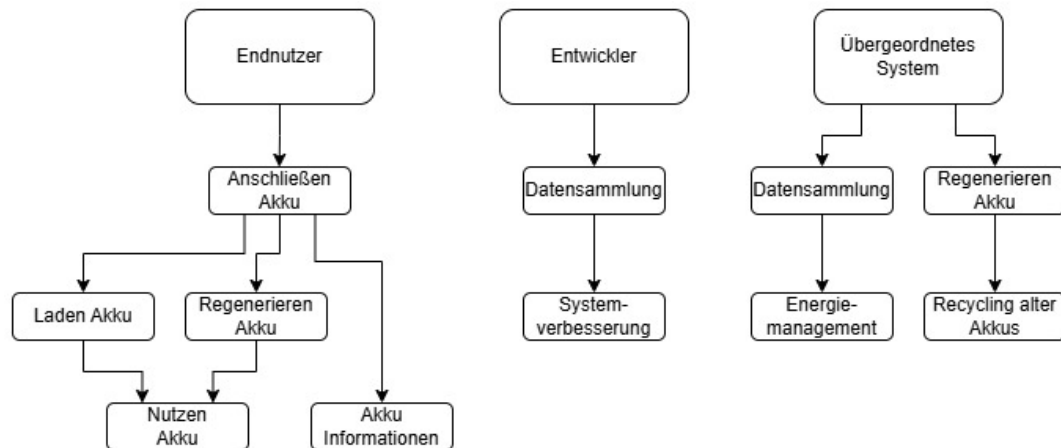 Endnutzer
Entwickler
Übergeordnetes
System
Anschließen
Akku
Datensammlung
Datensammlung
Regenerieren
Akku
Laden Akku
Regenerieren
Akku
System-
verbesserung
Energie-
management
Recycling alter
Akkus
Nutzen
Akku
Akku
Informationen